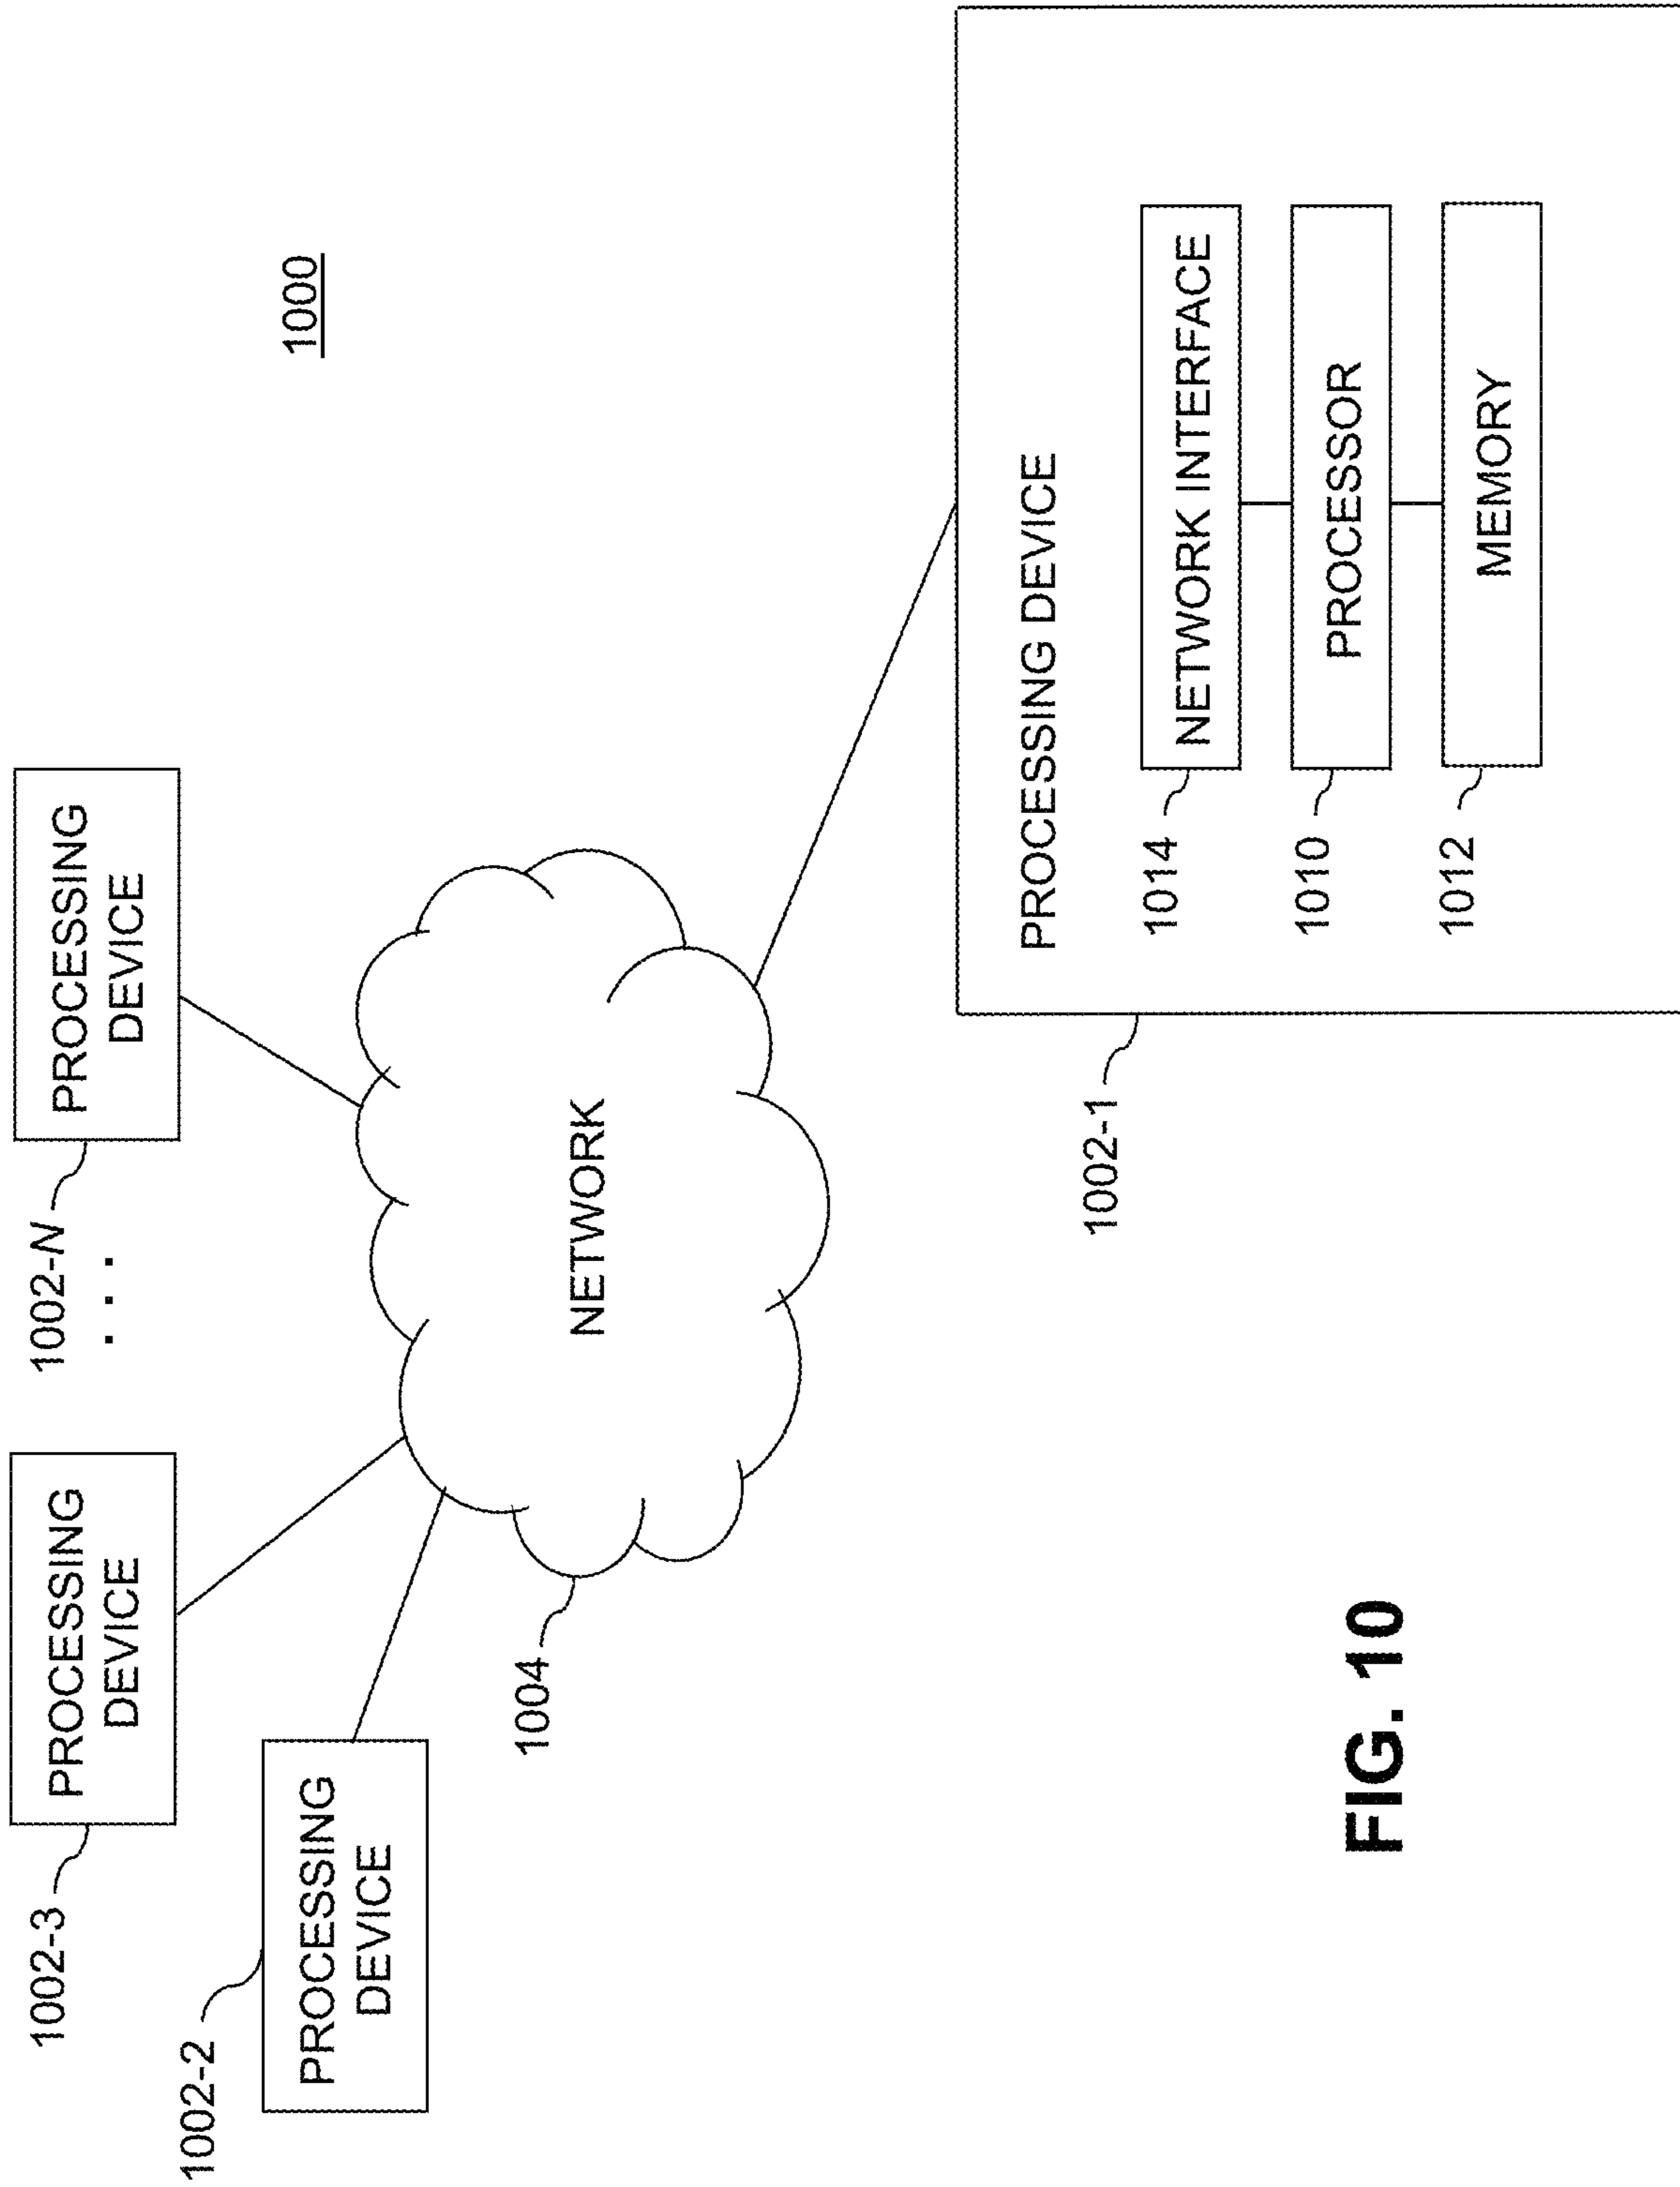 1000
1002-3
PROCESSING
DEVICE
1002-N
. . .
PROCESSING
DEVICE
1002-2
PROCESSING
DEVICE
1004
NETWORK
1002-1
PROCESSING DEVICE
1014
NETWORK INTERFACE
1010
PROCESSOR
1012
MEMORY
FIG. 10